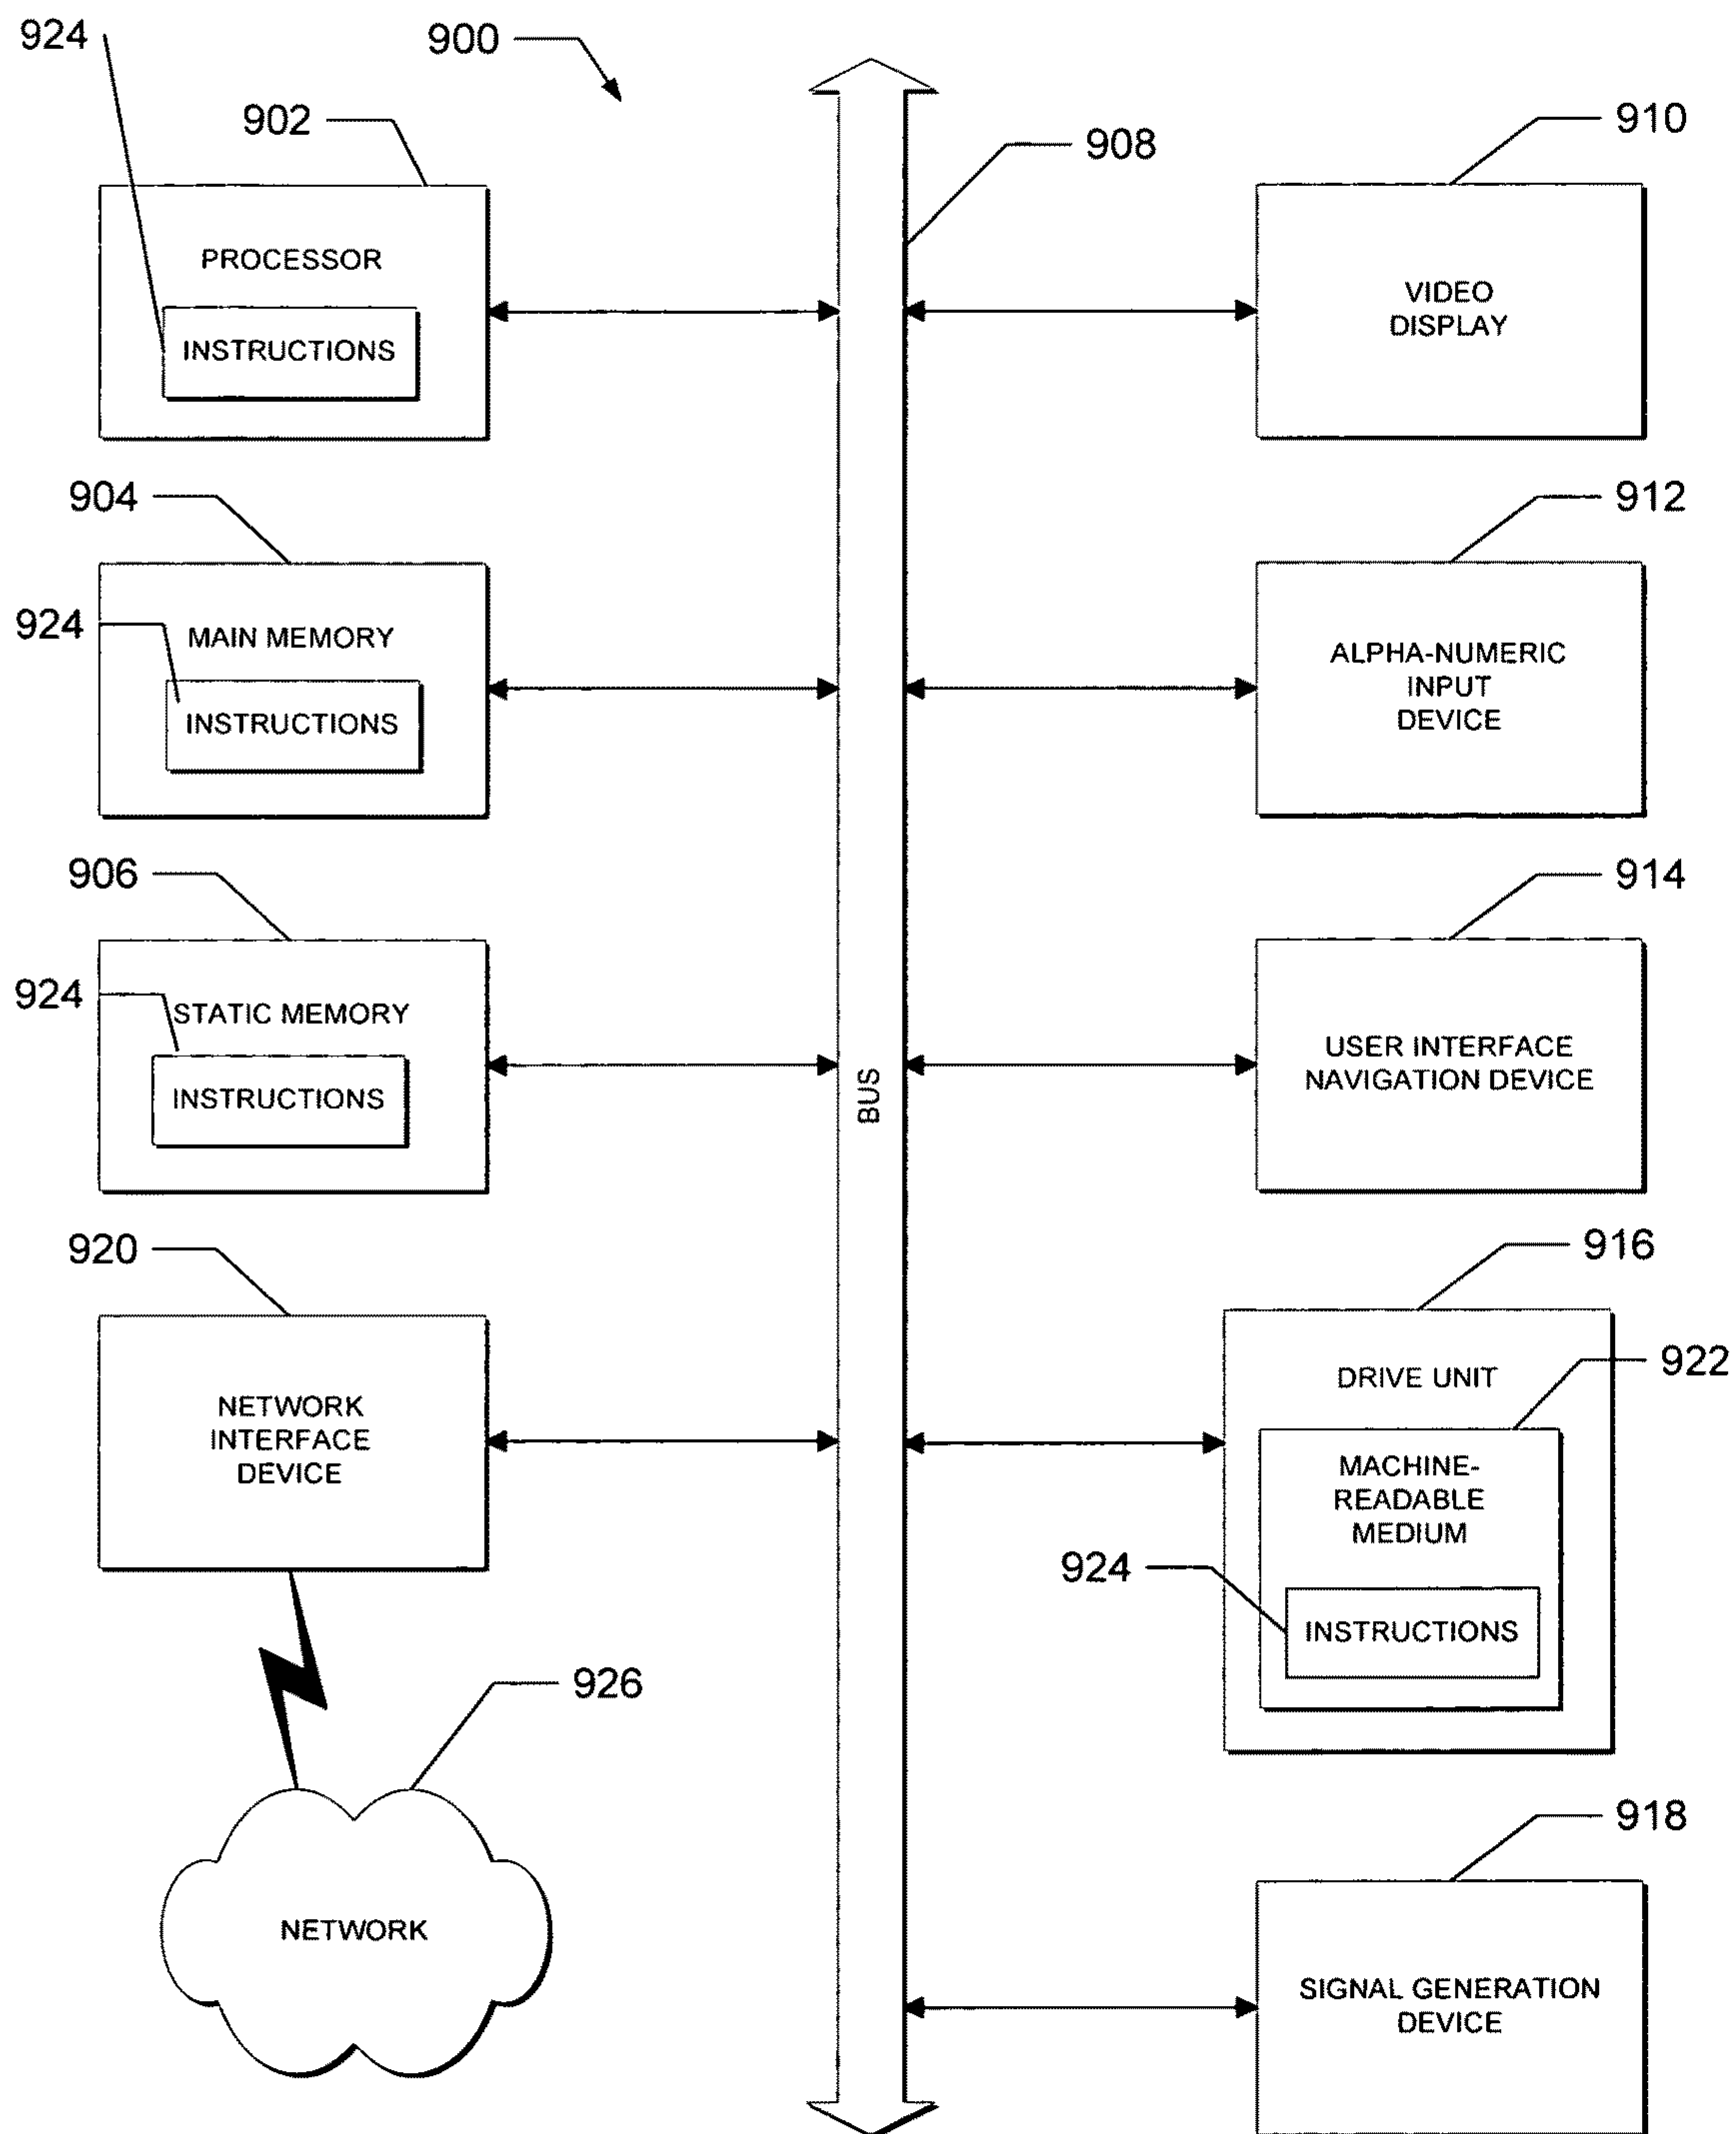 924
900
902
908
910
PROCESSOR
INSTRUCTIONS
VIDEO
DISPLAY
904
912
924
MAIN MEMORY
INSTRUCTIONS
ALPHA-NUMERIC
INPUT
DEVICE
906
914
924
STATIC MEMORY
INSTRUCTIONS
BUS
USER INTERFACE
NAVIGATION DEVICE
920
916
NETWORK
INTERFACE
DEVICE
DRIVE UNIT
922
MACHINE-
READABLE
MEDIUM
924
INSTRUCTIONS
926
NETWORK
918
SIGNAL GENERATION
DEVICE